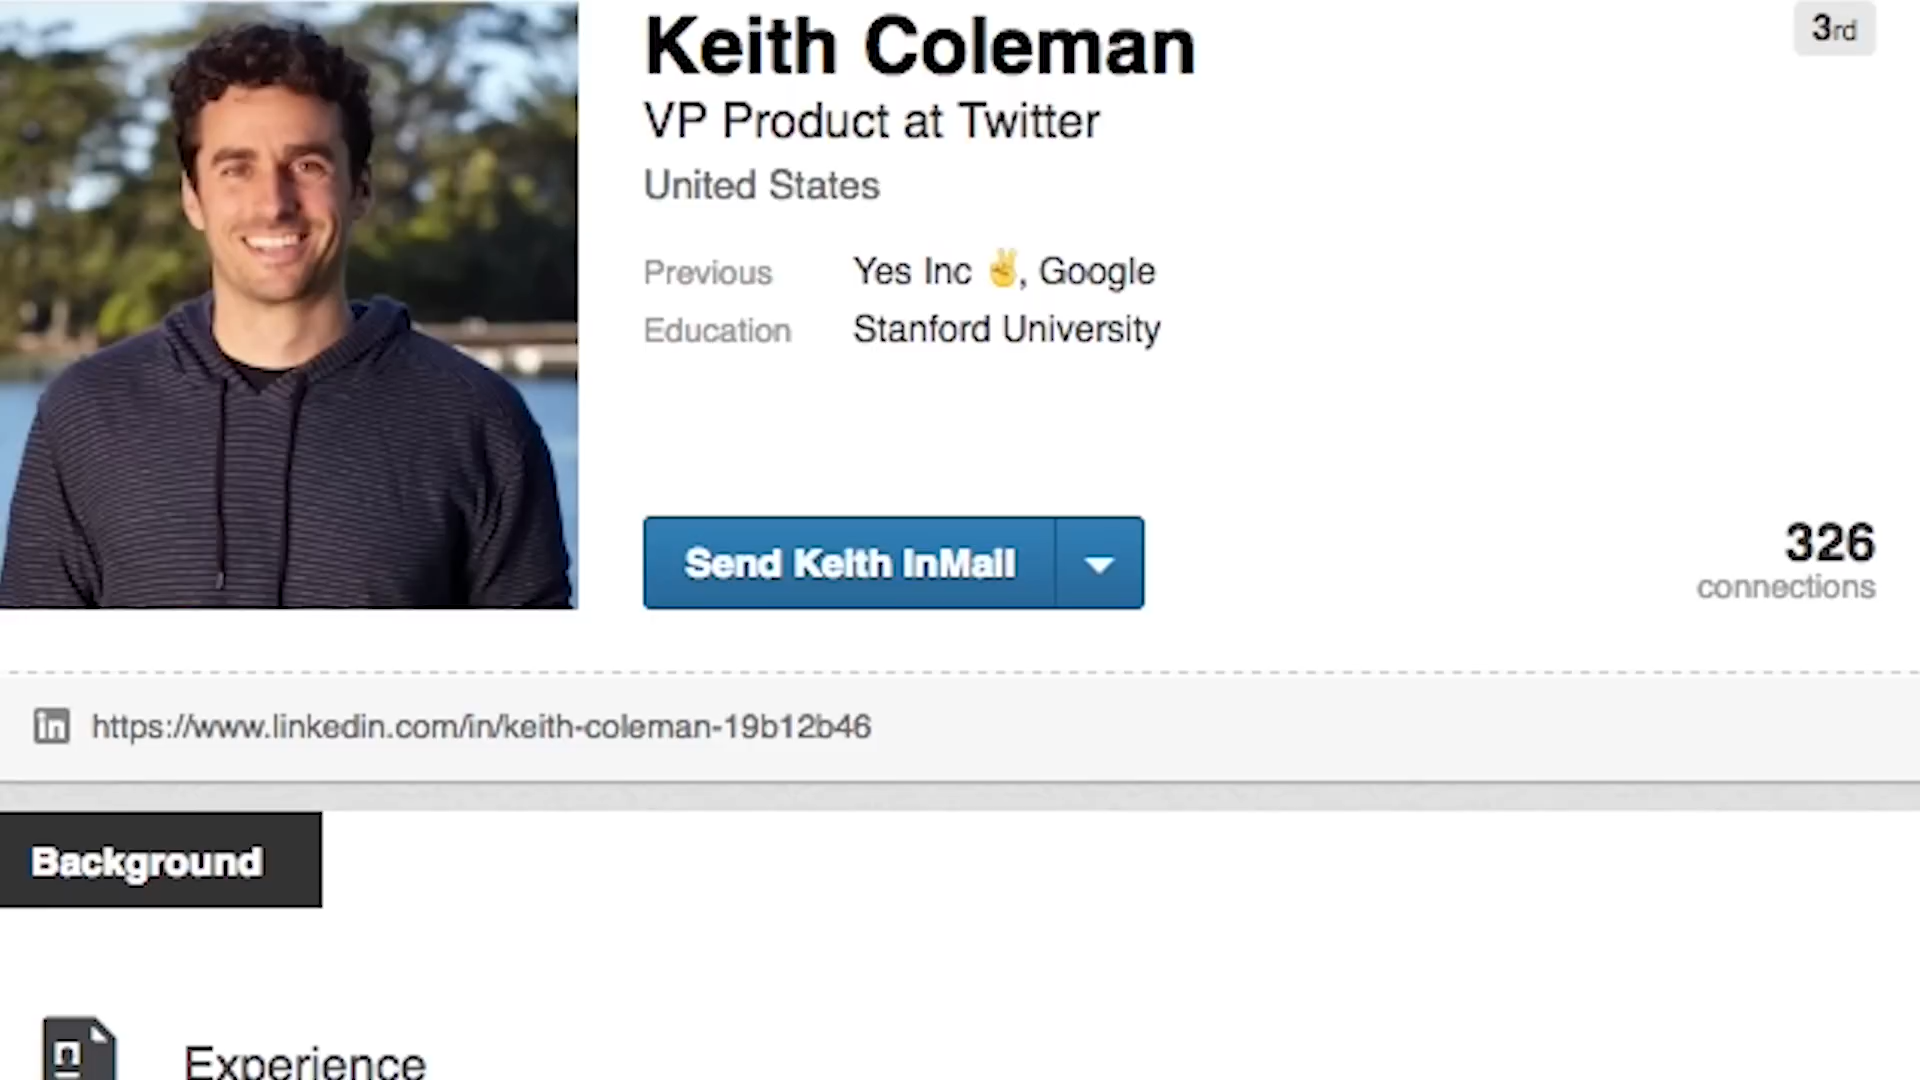 Keith Coleman
3rd
VP Product at Twitter
United States
Previous Yes Inc ✌️, Google
Education Stanford University
Send Keith InMail
326
connections
in https://www.linkedin.com/in/keith-coleman-19b12b46
Background
Experience